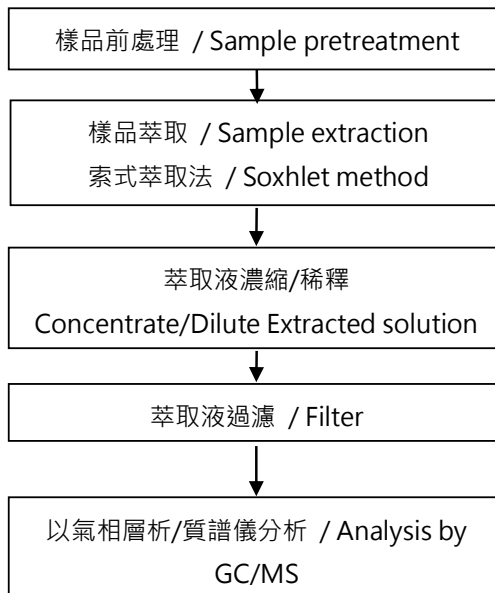 樣品前處理 / Sample pretreatment
樣品萃取 / Sample extraction
索式萃取法 / Soxhlet method
萃取液濃縮/稀釋
Concentrate/Dilute Extracted solution
萃取液過濾 / Filter
以氣相層析/質譜儀分析 / Analysis by
GC/MS